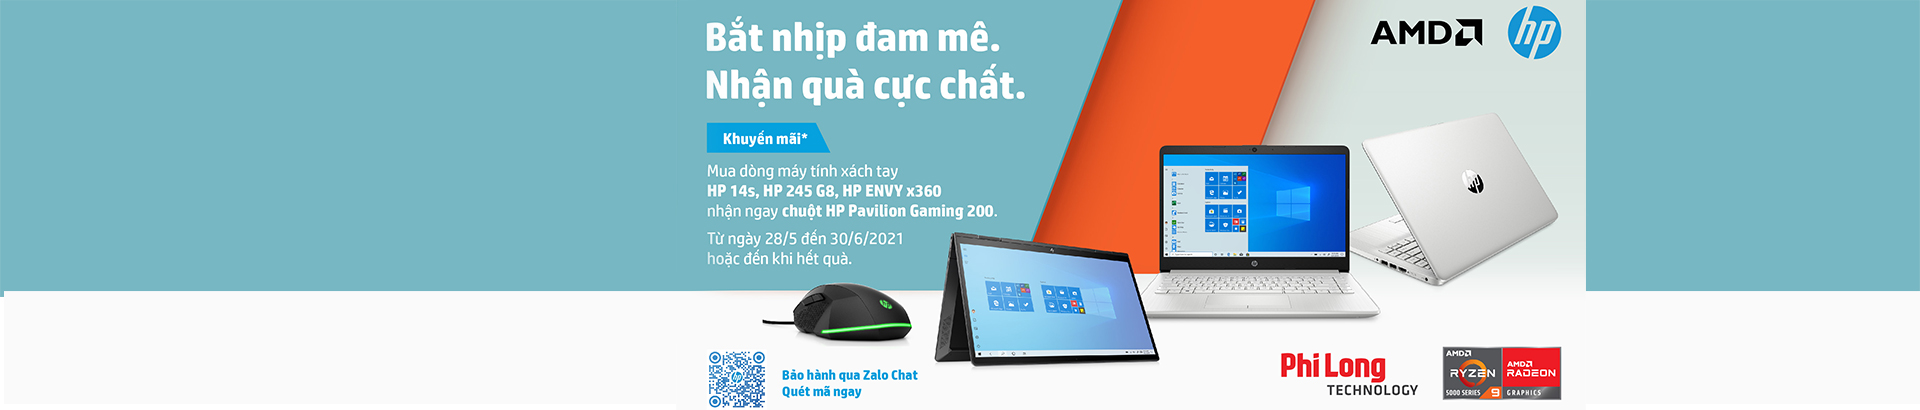 Bắt nhịp đam mê.
Nhận quà cực chất.
Khuyến mãi*
Mua dòng máy tính xách tay
HP 14s, HP 245 G8, HP ENVY x360
nhận ngay chuột HP Pavilion Gaming 200.
Từ ngày 28/5 đến 30/6/2021
hoặc đến khi hết quà.
AMD
hp
Bảo hành qua Zalo Chat
Quét mã ngay
Phi Long
TECHNOLOGY
AMD
RYZEN
5000 SERIES 9
AMD
RADEON
GRAPHICS